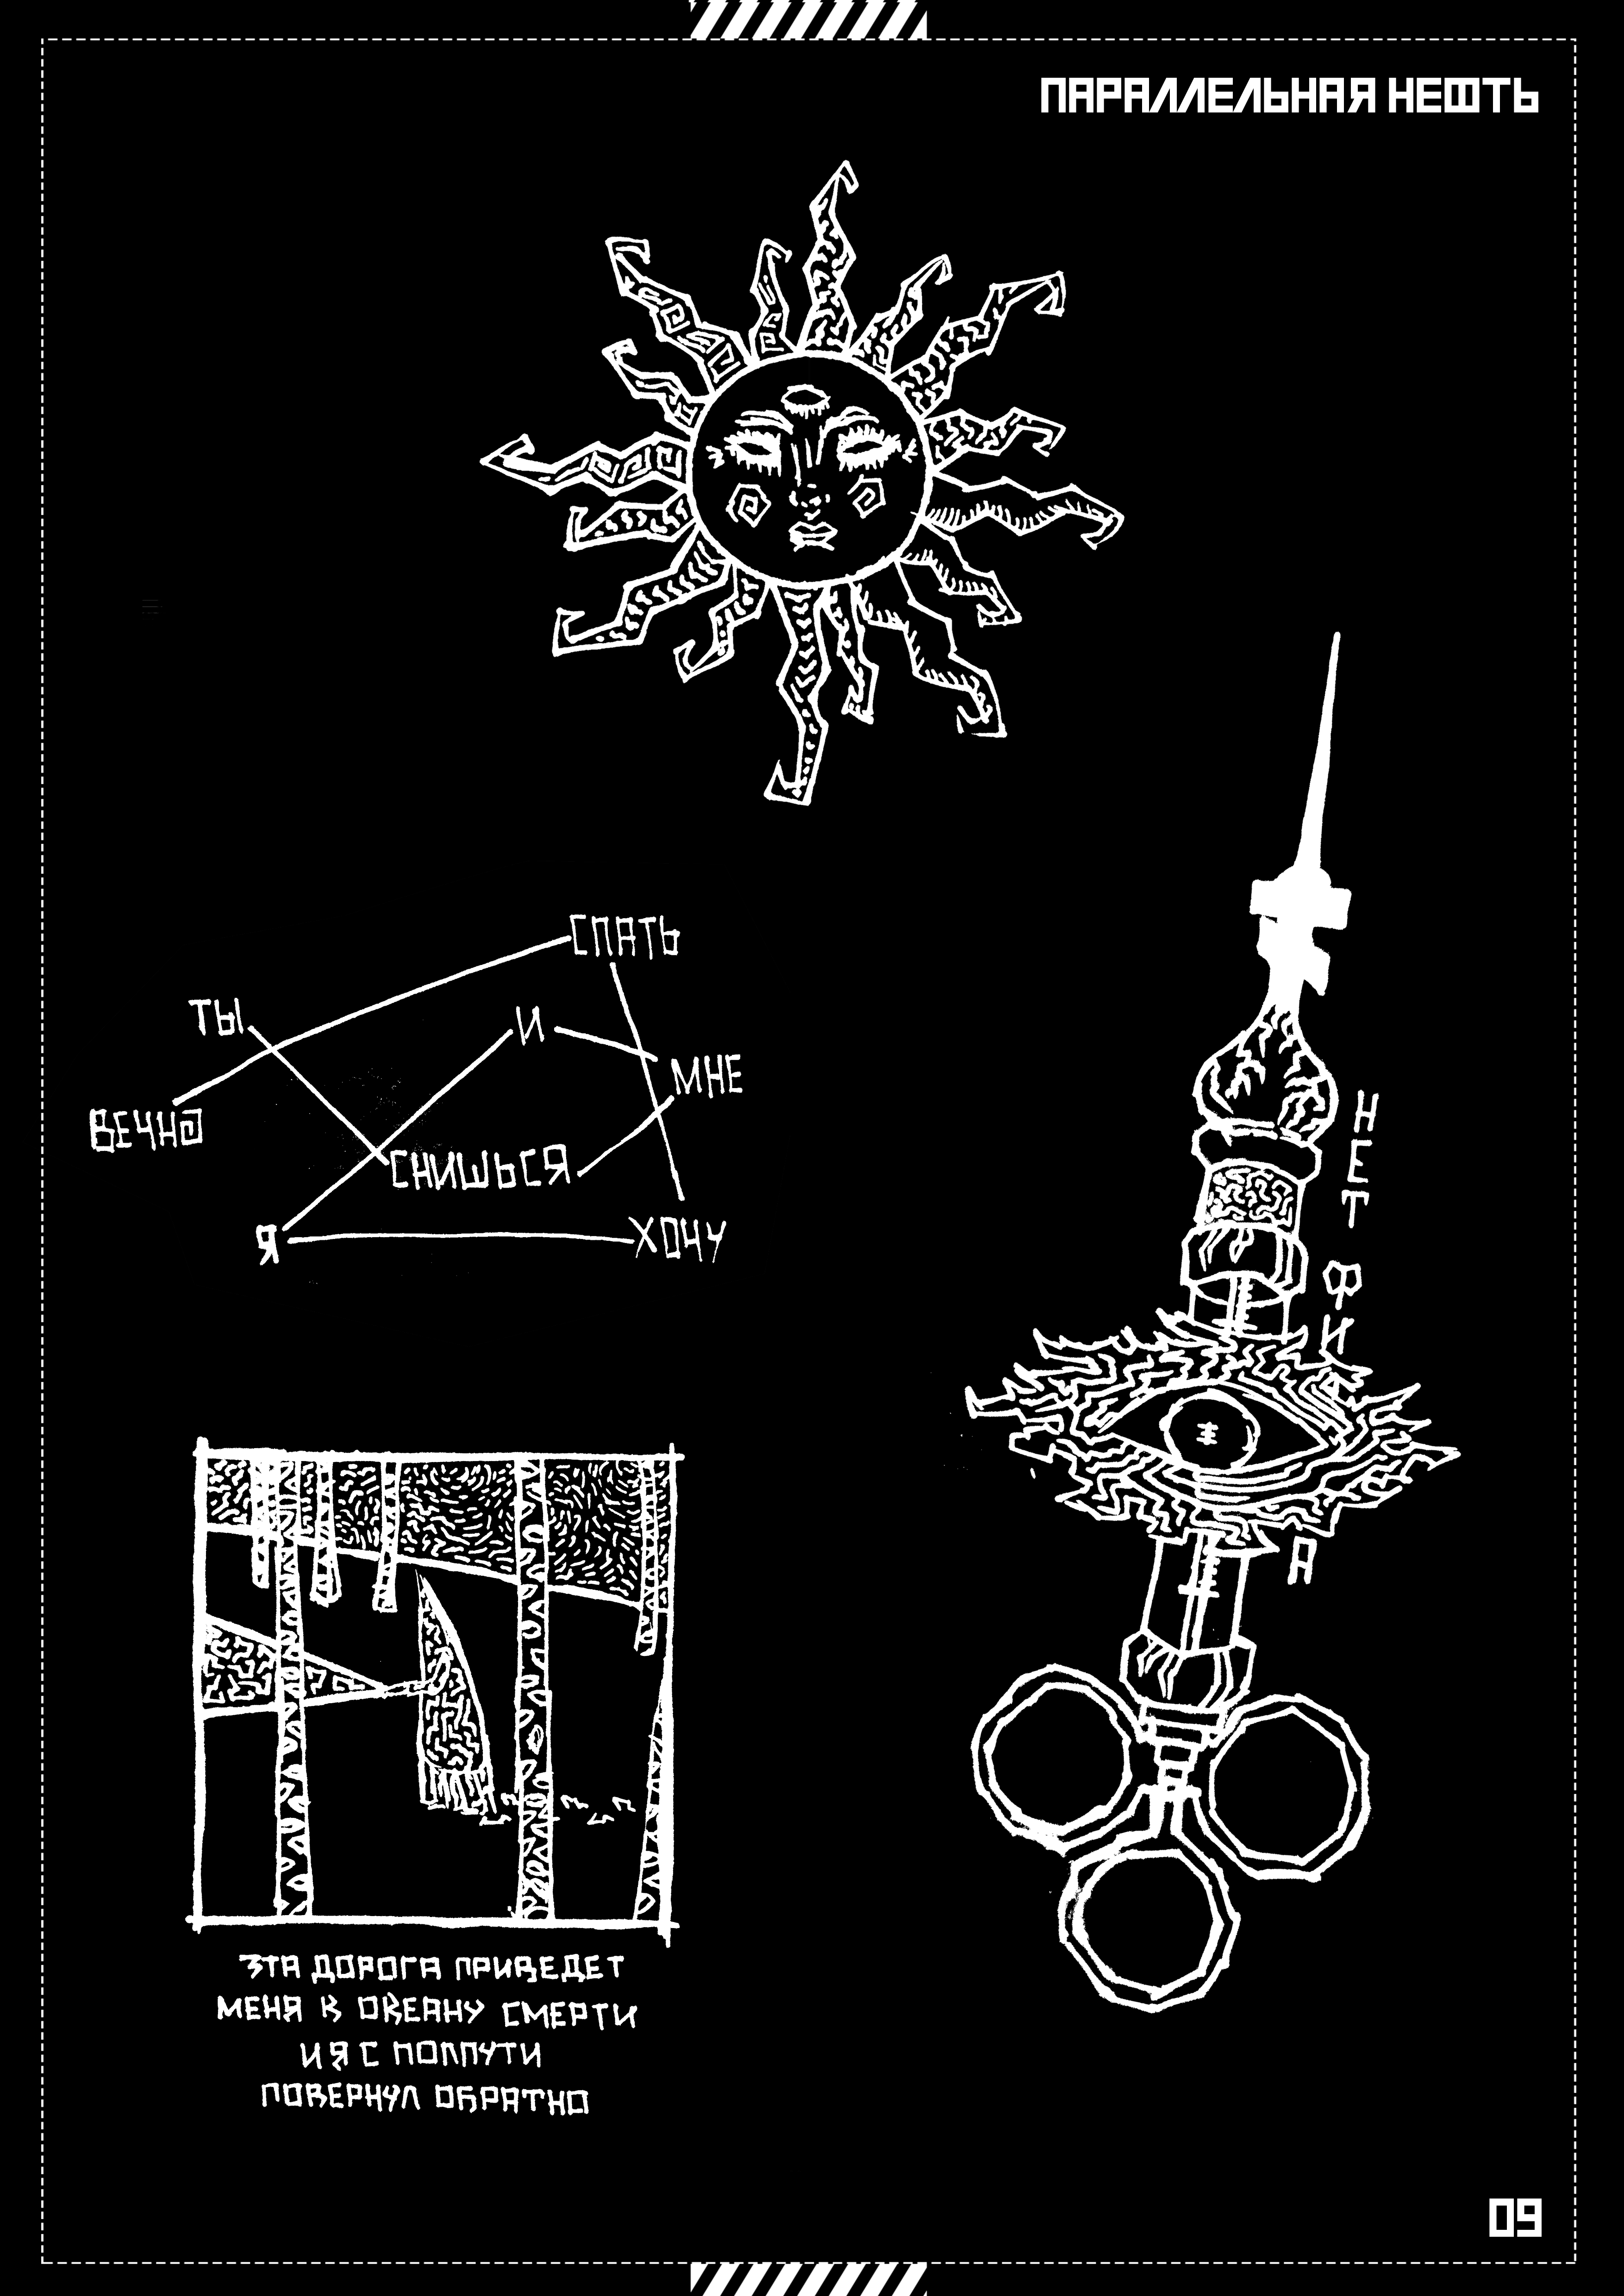 ПАРАЛЛЕЛЬНАЯ НЕФТЬ
СПАТЬ
ТЫ
И
МНЕ
ВЕЧНО
СНИШЬСЯ
Я
ХОЧУ
НЕТ
ФИ
А
ЭТА ДОРОГА ПРИВЕДЕТ
МЕНЯ К ОКЕАНУ СМЕРТИ
И Я С ПОЛПУТИ
ПОВЕРНУЛ ОБРАТНО
09